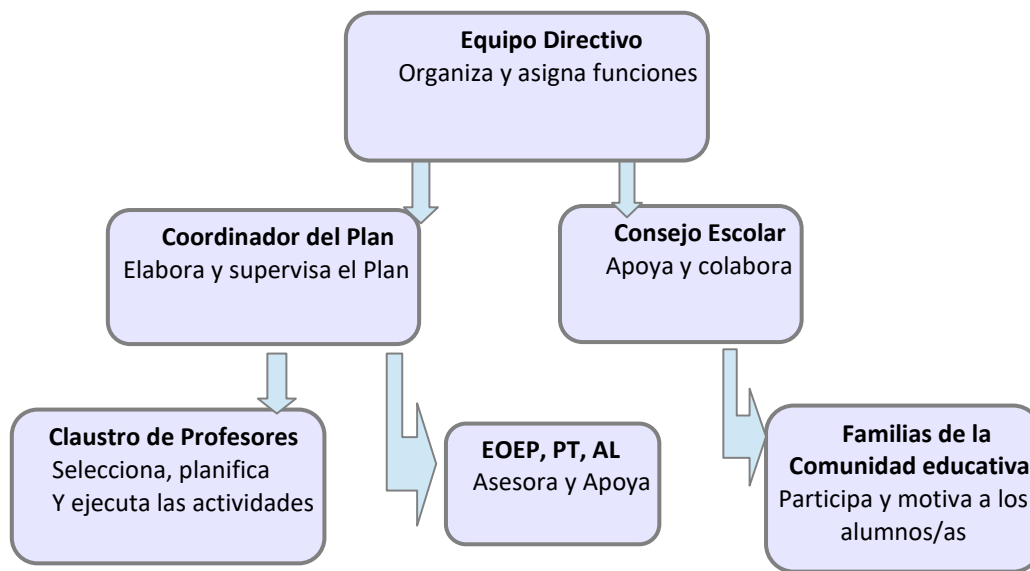 Equipo Directivo
Organiza y asigna funciones
Coordinador del Plan
Elabora y supervisa el Plan
Consejo Escolar
Apoya y colabora
Claustro de Profesores
Selecciona, planifica
Y ejecuta las actividades
EOEP, PT, AL
Asesora y Apoya
Familias de la
Comunidad educativa
Participa y motiva a los
alumnos/as